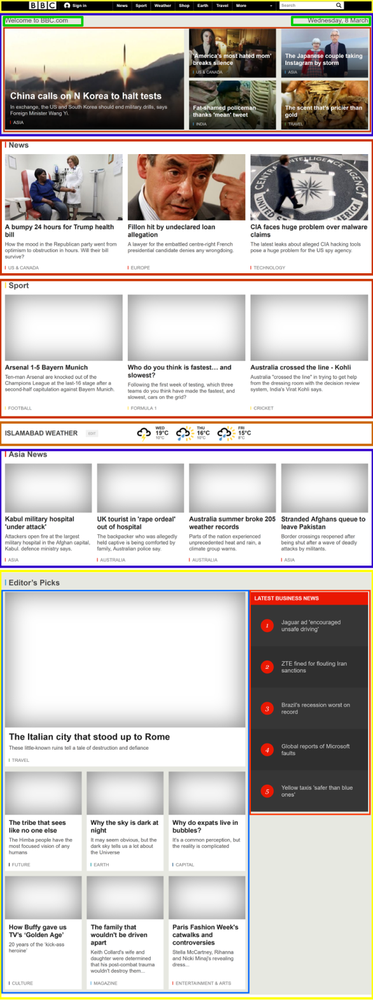 BBC Sign in News Sport Weather Shop Earth Travel More Search
Welcome to BBC.com Wednesday, 8 March
China calls on N Korea to halt tests
In exchange, the US and South Korea should end military drills, says
Foreign Minister Wang Yi.
ASIA
'America's most hated mom'
breaks silence
US & CANADA
The Japanese couple taking
Instagram by storm
ASIA
Fat-shamed policeman
thanks 'mean' tweet
INDIA
The scent that's pricier than
gold
TRAVEL
News
CENTRAL INTELLIGENCE AGENCY
UNITED STATES OF AMERICA
A bumpy 24 hours for Trump health
bill
How the mood in the Republican party went from
optimism to obstruction in hours. Will their bill
survive?
US & CANADA
Fillon hit by undeclared loan
allegation
A lawyer for the embattled centre-right French
presidential candidate denies any wrongdoing.
EUROPE
CIA faces huge problem over malware
claims
The latest leaks about alleged CIA hacking tools
pose a huge problem for the US spy agency.
TECHNOLOGY
Sport
Arsenal 1-5 Bayern Munich
Ten-man Arsenal are knocked out of the
Champions League at the last-16 stage after a
second-half capitulation against Bayern Munich.
FOOTBALL
Who do you think is fastest... and
slowest?
Following the first week of testing, which three
teams do you think have made the fastest, and
slowest, cars on the grid?
FORMULA 1
Australia crossed the line - Kohli
Australia "crossed the line" in trying to get help
from the dressing room with the decision review
system, India's Virat Kohli says.
CRICKET
ISLAMABAD WEATHER EDIT
WED
19°C
10°C
THU
16°C
10°C
FRI
15°C
8°C
Asia News
Kabul military hospital
'under attack'
Attackers open fire at the largest
military hospital in the Afghan capital,
Kabul. defence ministry says.
ASIA
UK tourist in 'rape ordeal'
out of hospital
The backpacker who was allegedly
held captive is being comforted by
family, Australian police say.
AUSTRALIA
Australia summer broke 205
weather records
Parts of the nation experienced
unprecedented heat and rain, a
climate group warns.
AUSTRALIA
Stranded Afghans queue to
leave Pakistan
Border crossings reopened after
being shut after a wave of deadly
attacks by militants.
ASIA
Editor's Picks
The Italian city that stood up to Rome
These little-known ruins tell a tale of destruction and defiance
TRAVEL
LATEST BUSINESS NEWS
1 Jaguar ad 'encouraged
unsafe driving'
2 ZTE fined for flouting Iran
sanctions
3 Brazil's recession worst on
record
4 Global reports of Microsoft
faults
5 Yellow taxis 'safer than blue
ones'
The tribe that sees
like no one else
The Himba people have the
most focused vision of any
humans
FUTURE
Why the sky is dark at
night
It may seem obvious, but the
dark sky tells us a lot about
the Universe
EARTH
Why do expats live in
bubbles?
It's a common perception, but
the reality is complicated
CAPITAL
How Buffy gave us
TV's 'Golden Age'
20 years of the 'kick-ass
heroine'
CULTURE
The family that
wouldn't be driven
apart
Keith Collard's wife and
daughter were determined
that his post-combat trauma
wouldn't destroy them...
MAGAZINE
Paris Fashion Week's
catwalks and
controversies
Stella McCartney, Rihanna
and Nicki Minaj's revealing
dress...
ENTERTAINMENT & ARTS